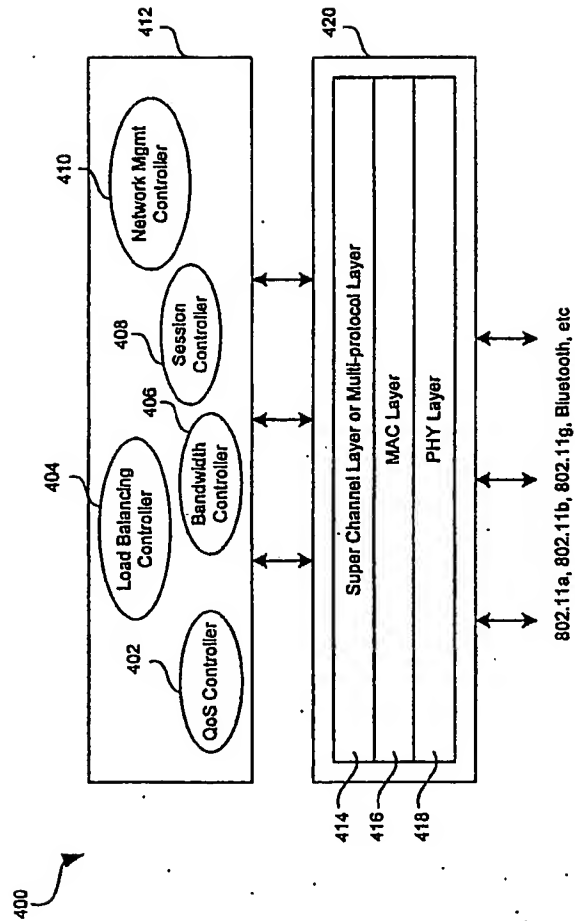 400
412
402
QoS Controller
404
Load Balancing
Controller
406
Bandwidth
Controller
408
Session
Controller
410
Network Mgmt
Controller
420
414
Super Channel Layer or Multi-protocol Layer
416
MAC Layer
418
PHY Layer
802.11a, 802.11b, 802.11g, Bluetooth, etc